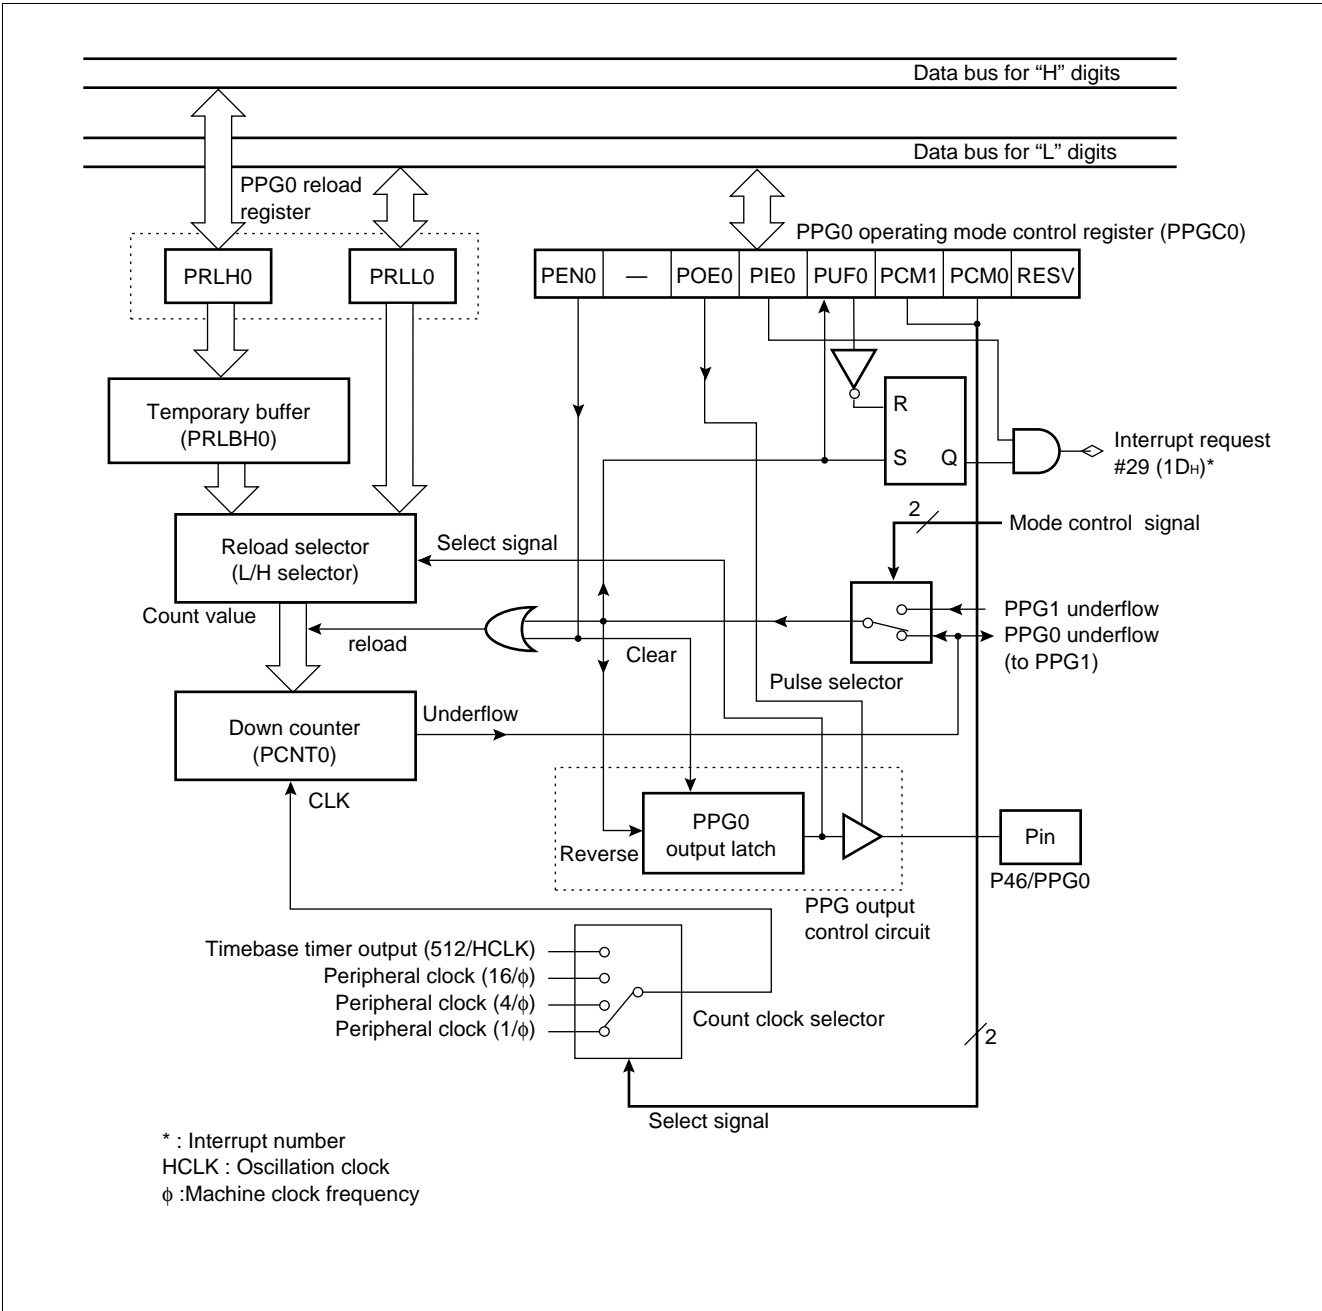 Data bus for “H” digits
Data bus for “L” digits
PPG0 reload
register
PPG0 operating mode control register (PPGC0)
PRLH0
PRLL0
PEN0 — POE0 PIE0 PUF0 PCM1 PCM0 RESV
Temporary buffer
(PRLBH0)
R
S Q
Interrupt request
#29 (1DH)*
2
Mode control signal
Reload selector
(L/H selector)
Select signal
Count value
reload
Clear
PPG1 underflow
PPG0 underflow
(to PPG1)
Pulse selector
Down counter
(PCNT0)
Underflow
CLK
PPG0
output latch
Reverse
Pin
P46/PPG0
PPG output
control circuit
Timebase timer output (512/HCLK)
Peripheral clock (16/ϕ)
Peripheral clock (4/ϕ)
Peripheral clock (1/ϕ)
Count clock selector
2
Select signal
* : Interrupt number
HCLK : Oscillation clock
ϕ :Machine clock frequency